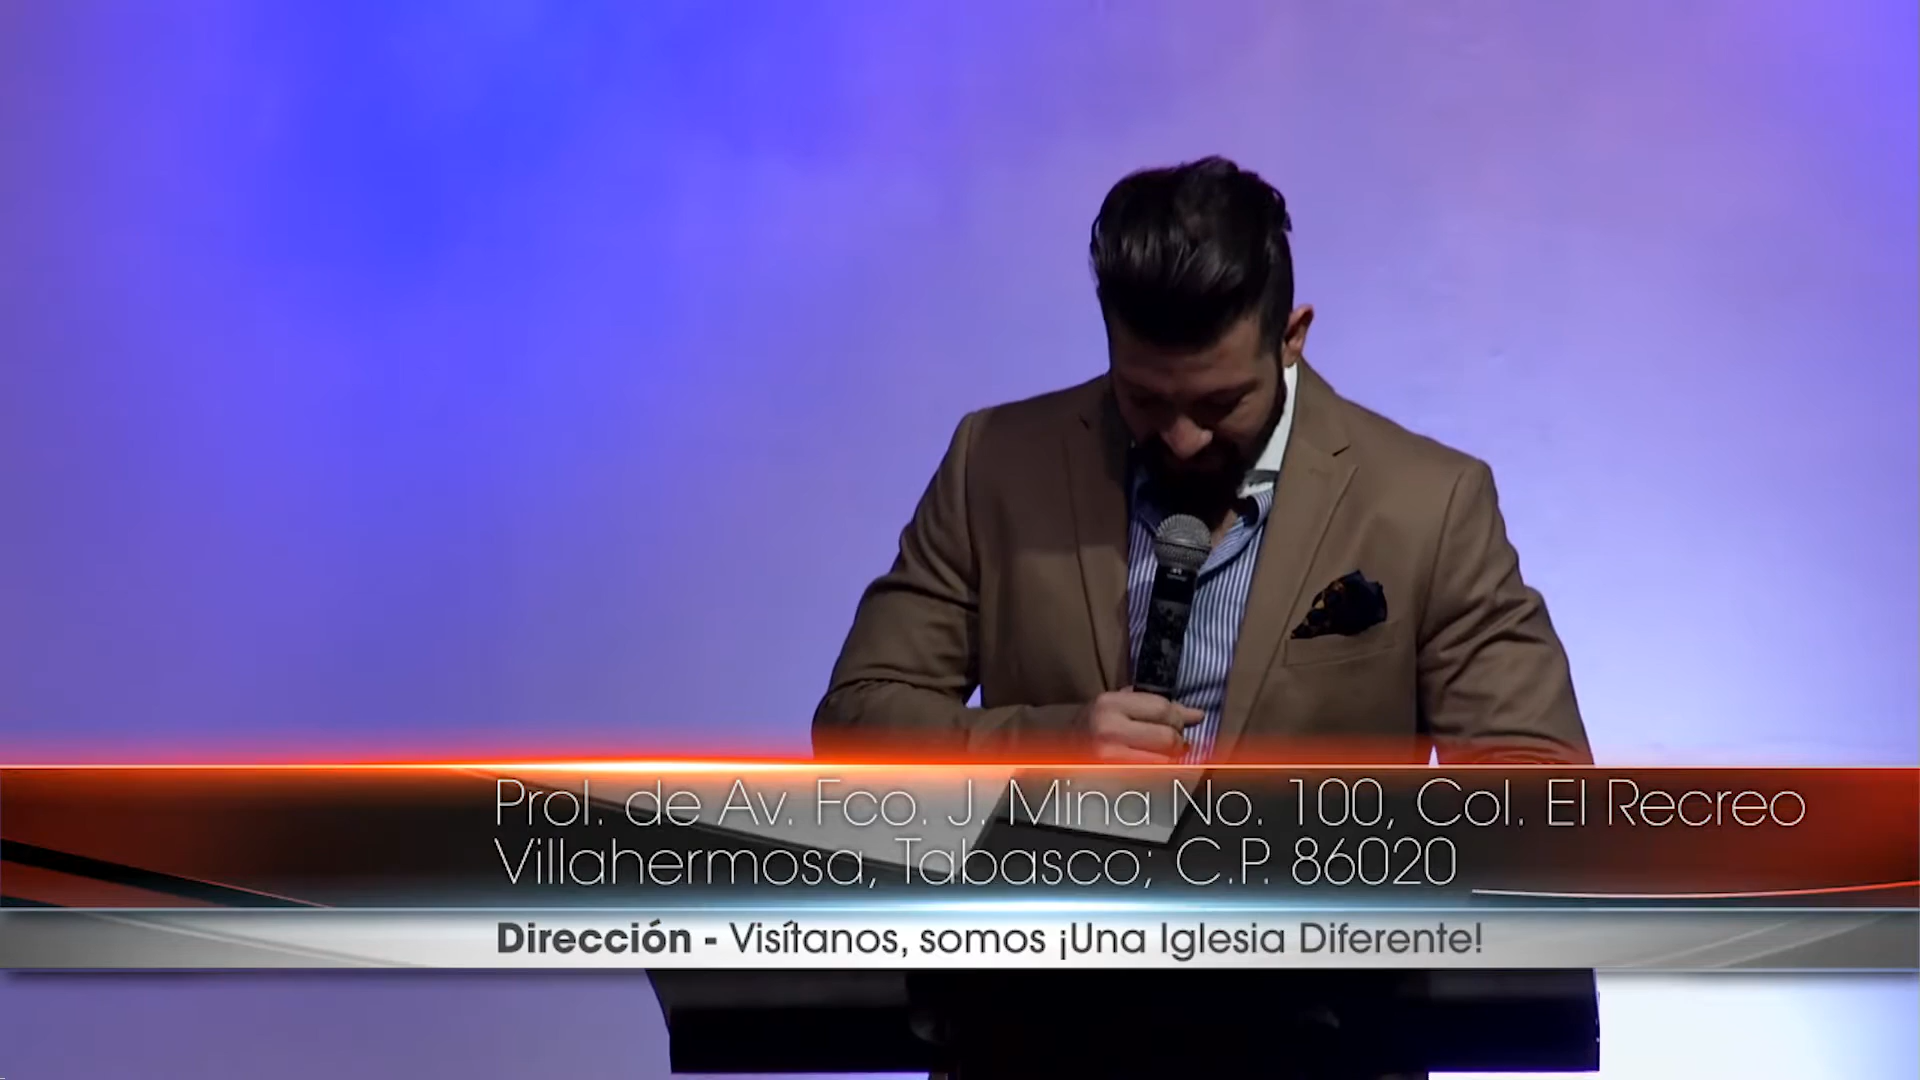 Prol. de Av. Fco. J. Mina No. 100, Col. El Recreo
Villahermosa, Tabasco; C.P. 86020
Dirección - Visítanos, somos ¡Una Iglesia Diferente!